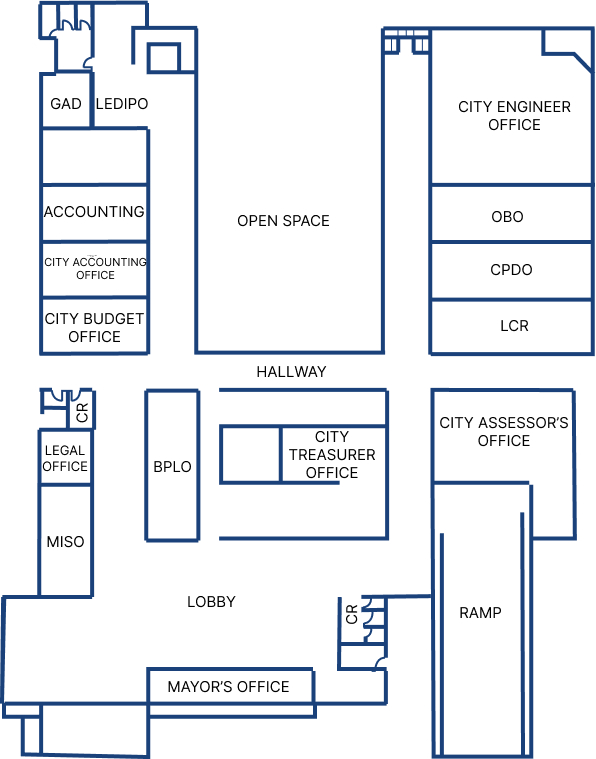 GAD
LEDIPO
CITY ENGINEER
OFFICE
ACCOUNTING
OPEN SPACE
OBO
CITY ACCOUNTING
OFFICE
CPDO
CITY BUDGET
OFFICE
LCR
HALLWAY
CR
LEGAL
OFFICE
BPLO
CITY
TREASURER
OFFICE
CITY ASSESSOR'S
OFFICE
MISO
LOBBY
CR
RAMP
MAYOR'S OFFICE